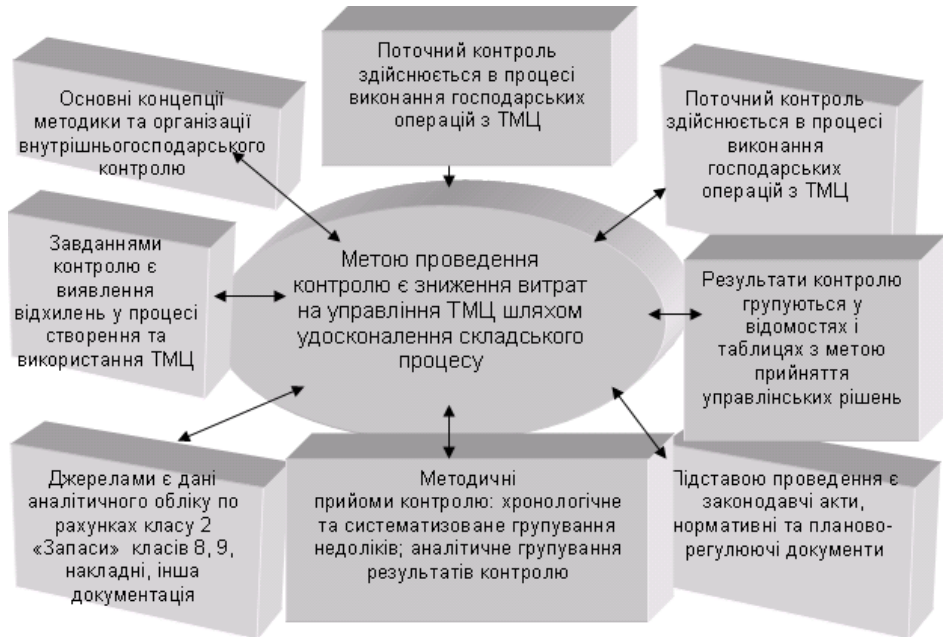 Основні концепції
методики та організації
внутрішньогосподарського
контролю
Поточний контроль
здійснюється в процесі
виконання господарських
операцій з ТМЦ
Поточний контроль
здійснюється в процесі
виконання
господарських
операцій з ТМЦ
Завданнями
контролю є
виявлення
відхилень у процесі
створення та
використання ТМЦ
Метою проведення
контролю є зниження витрат
на управління ТМЦ шляхом
удосконалення складського
процесу
Результати контролю
групуються у
відомостях і
таблицях з метою
прийняття
управлінських рішень
Джерелами є дані
аналітичного обліку по
рахунках класу 2
«Запаси» класів 8, 9,
накладні, інша
документація
Методичні
прийоми контролю: хронологічне
та систематизоване групування
недоліків; аналітичне групування
результатів контролю
Підставою проведення є
законодавчі акти,
нормативні та планово-
регулюючі документи